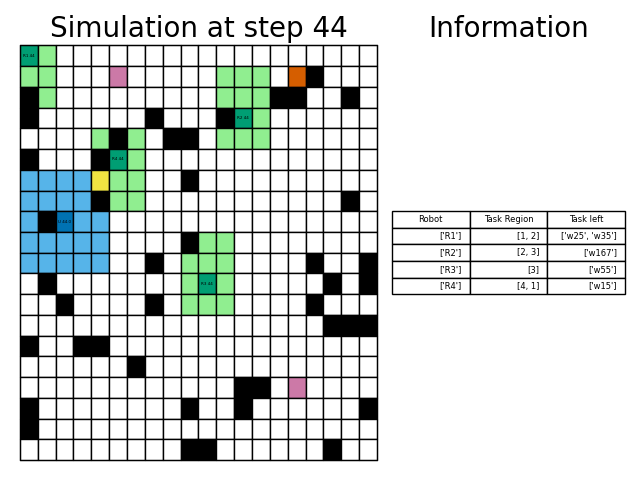 Simulation at step 44
Information
Robot Task Region Task left
['R1'] [1, 2] ['w25', 'w35']
['R2'] [2, 3] ['w167']
['R3'] [3] ['w55']
['R4'] [4, 1] ['w15']